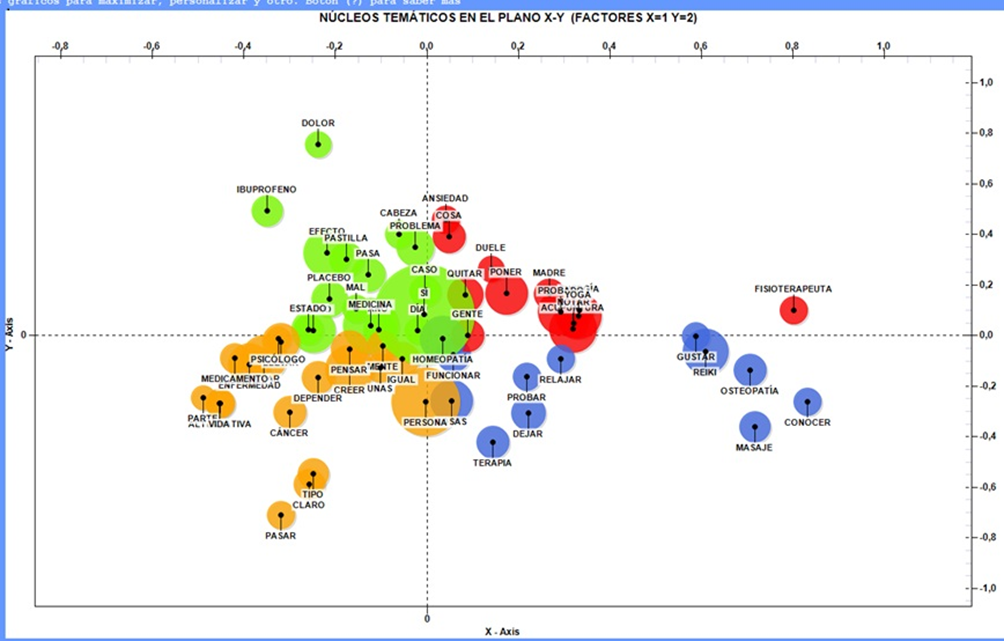 gráficos para maximizar, personalizar y otro. Botón (?) para saber más
NÚCLEOS TEMÁTICOS EN EL PLANO X-Y (FACTORES X=1 Y=2)
-0,8 -0,6 -0,4 -0,2 0,0 0,2 0,4 0,6 0,8 1,0
1,0
DOLOR
0,8
IBUPROFENO
0,6
ANSIEDAD
CABEZA COSA
PROBLEMA
0,4
EFECTO
PASTILLA
DUELE
PASA
CASO QUITAR PONER MADRE
PLACEBO
0,2
MAL SÍ YOGA
FISIOTERAPEUTA
MEDICINA
ESTADO DÍA GENTE
0 0,0
Y - Axis
PSICÓLOGO HOMEOPATÍA GUSTAR
PENSAR MENTE FUNCIONAR RELAJAR REIKI
MEDICAMENTO IGUAL
CREER UNAS
-0,2
DEPENDER PROBAR OSTEOPATÍA
PARTE
VIDA
CÁNCER PERSONA SAS DEJAR CONOCER
-0,4
TERAPIA MASAJE
-0,6
TIPO
CLARO
PASAR
-0,8
-1,0
0
X - Axis